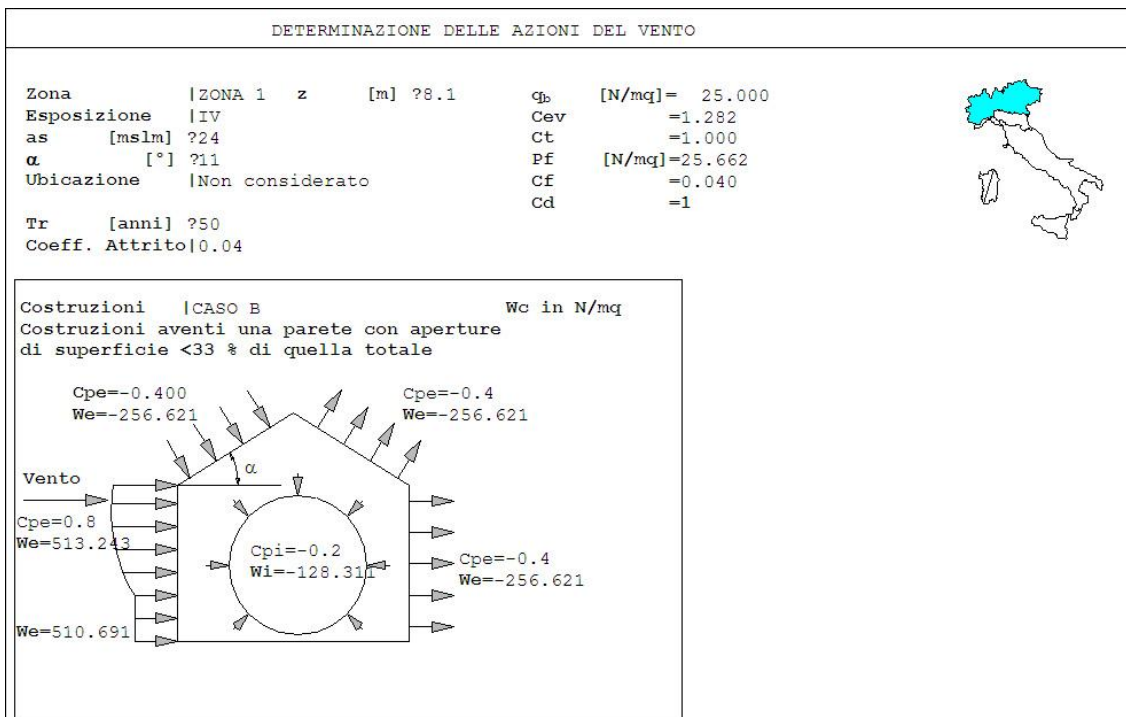 DETERMINAZIONE DELLE AZIONI DEL VENTO
Zona |ZONA 1 z [m] ?8.1
Esposizione |IV
as [mslm] ?24
α [°] ?11
Ubicazione |Non considerato
Tr [anni] ?50
Coeff. Attrito|0.04
qb [N/mq]= 25.000
Cev =1.282
Ct =1.000
Pf [N/mq]=25.662
Cf =0.040
Cd =1
Costruzioni |CASO B Wc in N/mq
Costruzioni aventi una parete con aperture
di superficie <33 % di quella totale
Cpe=-0.400
We=-256.621
Cpe=-0.4
We=-256.621
α
Vento
Cpe=0.8
We=513.243
Cpi=-0.2
Wi=-128.311
Cpe=-0.4
We=-256.621
We=510.691